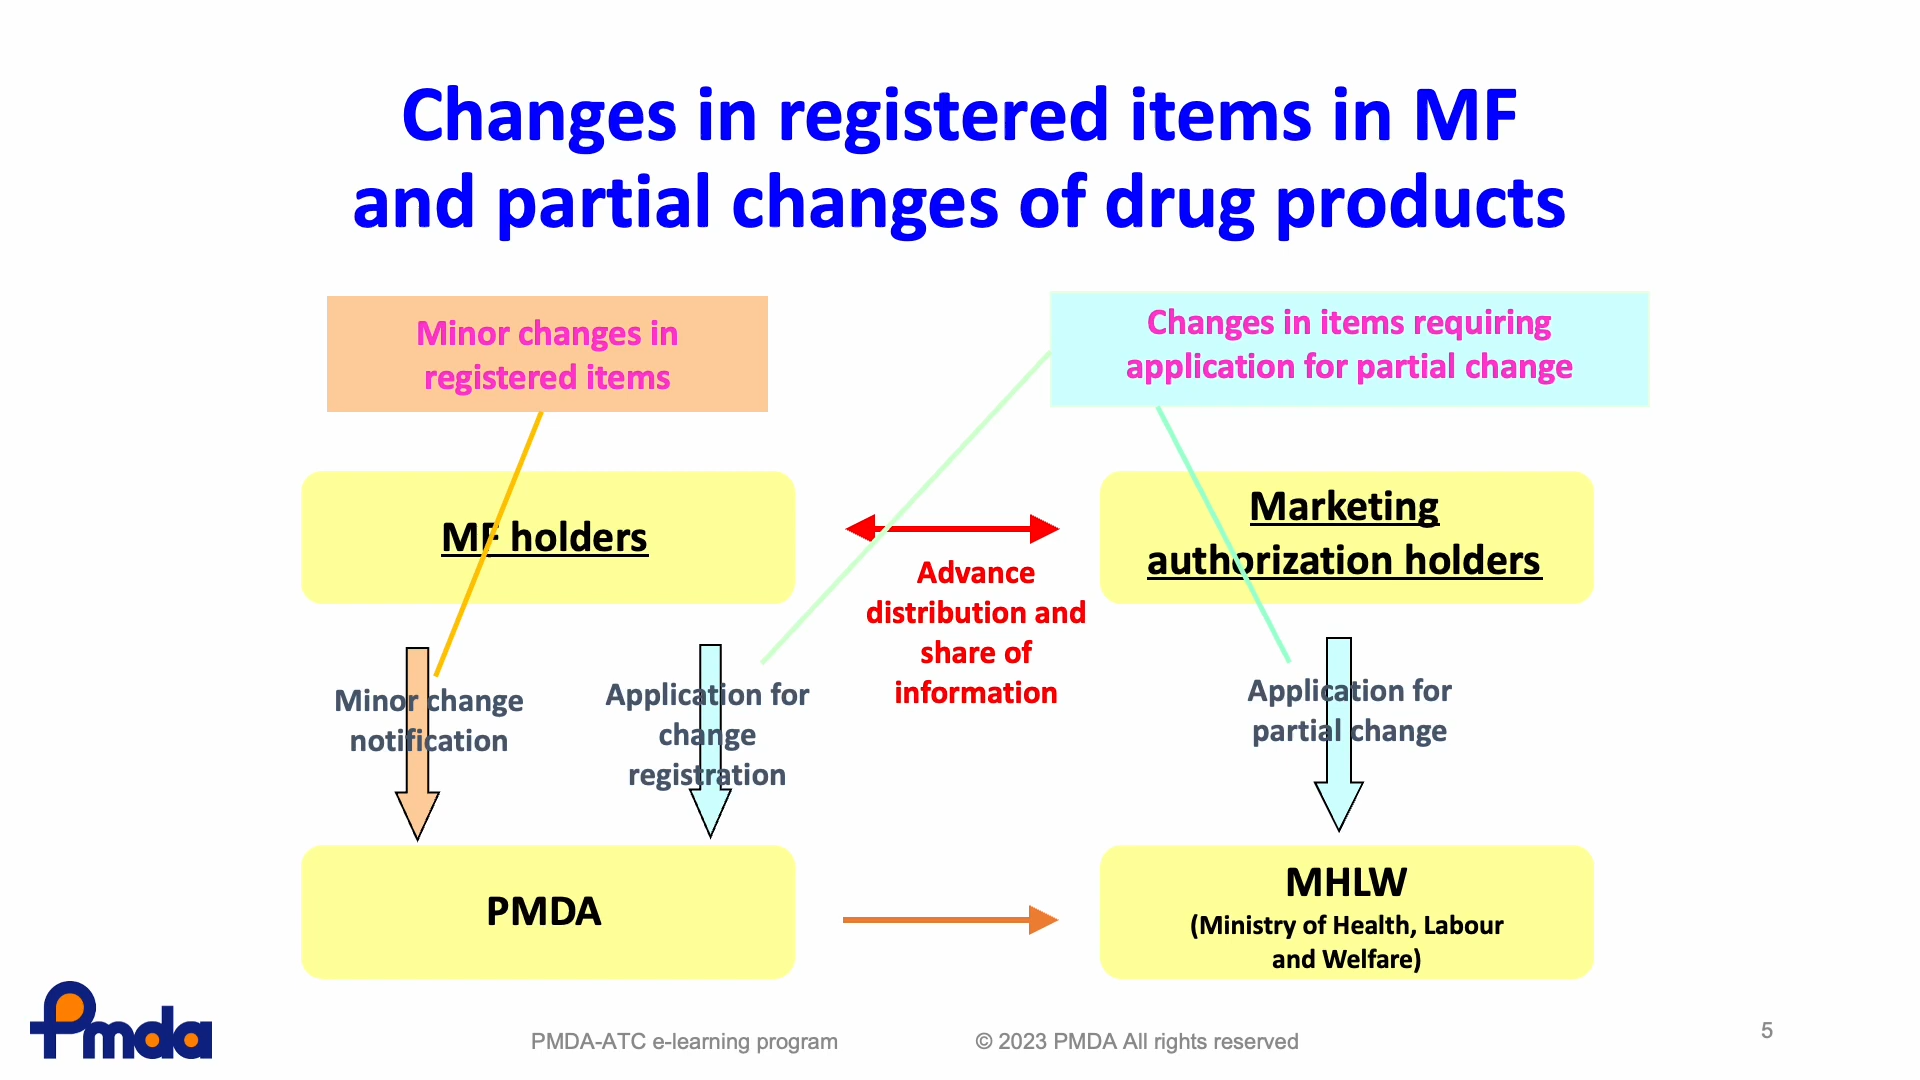 Changes in registered items in MF
and partial changes of drug products
Minor changes in
registered items
Changes in items requiring
application for partial change
MF holders
Marketing
authorization holders
Advance
distribution and
share of
information
Minor change
notification
Application for
change
registration
Application for
partial change
PMDA
MHLW
(Ministry of Health, Labour
and Welfare)
Pmda
PMDA-ATC e-learning program
© 2023 PMDA All rights reserved
5